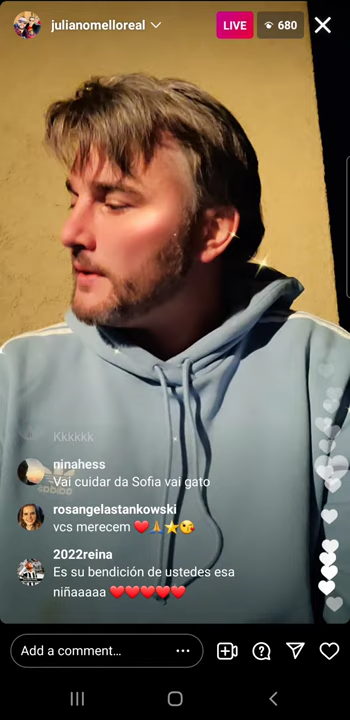 julianomelloreal
LIVE
680
Kkkkkk
ninahess
Vai cuidar da Sofia vai gato
adidas
rosangelastankowski
vcs merecem ❤️🙏⭐😘
2022reina
Es su bendición de ustedes esa
niñaaaaa ❤️❤️❤️❤️❤️
Add a comment...